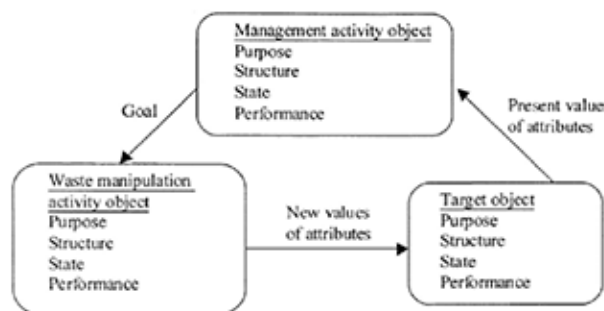 Management activity object
Purpose
Structure
State
Performance
Goal
Present value
of attributes
Waste manipulation
activity object
Purpose
Structure
State
Performance
New values
of attributes
Target object
Purpose
Structure
State
Performance